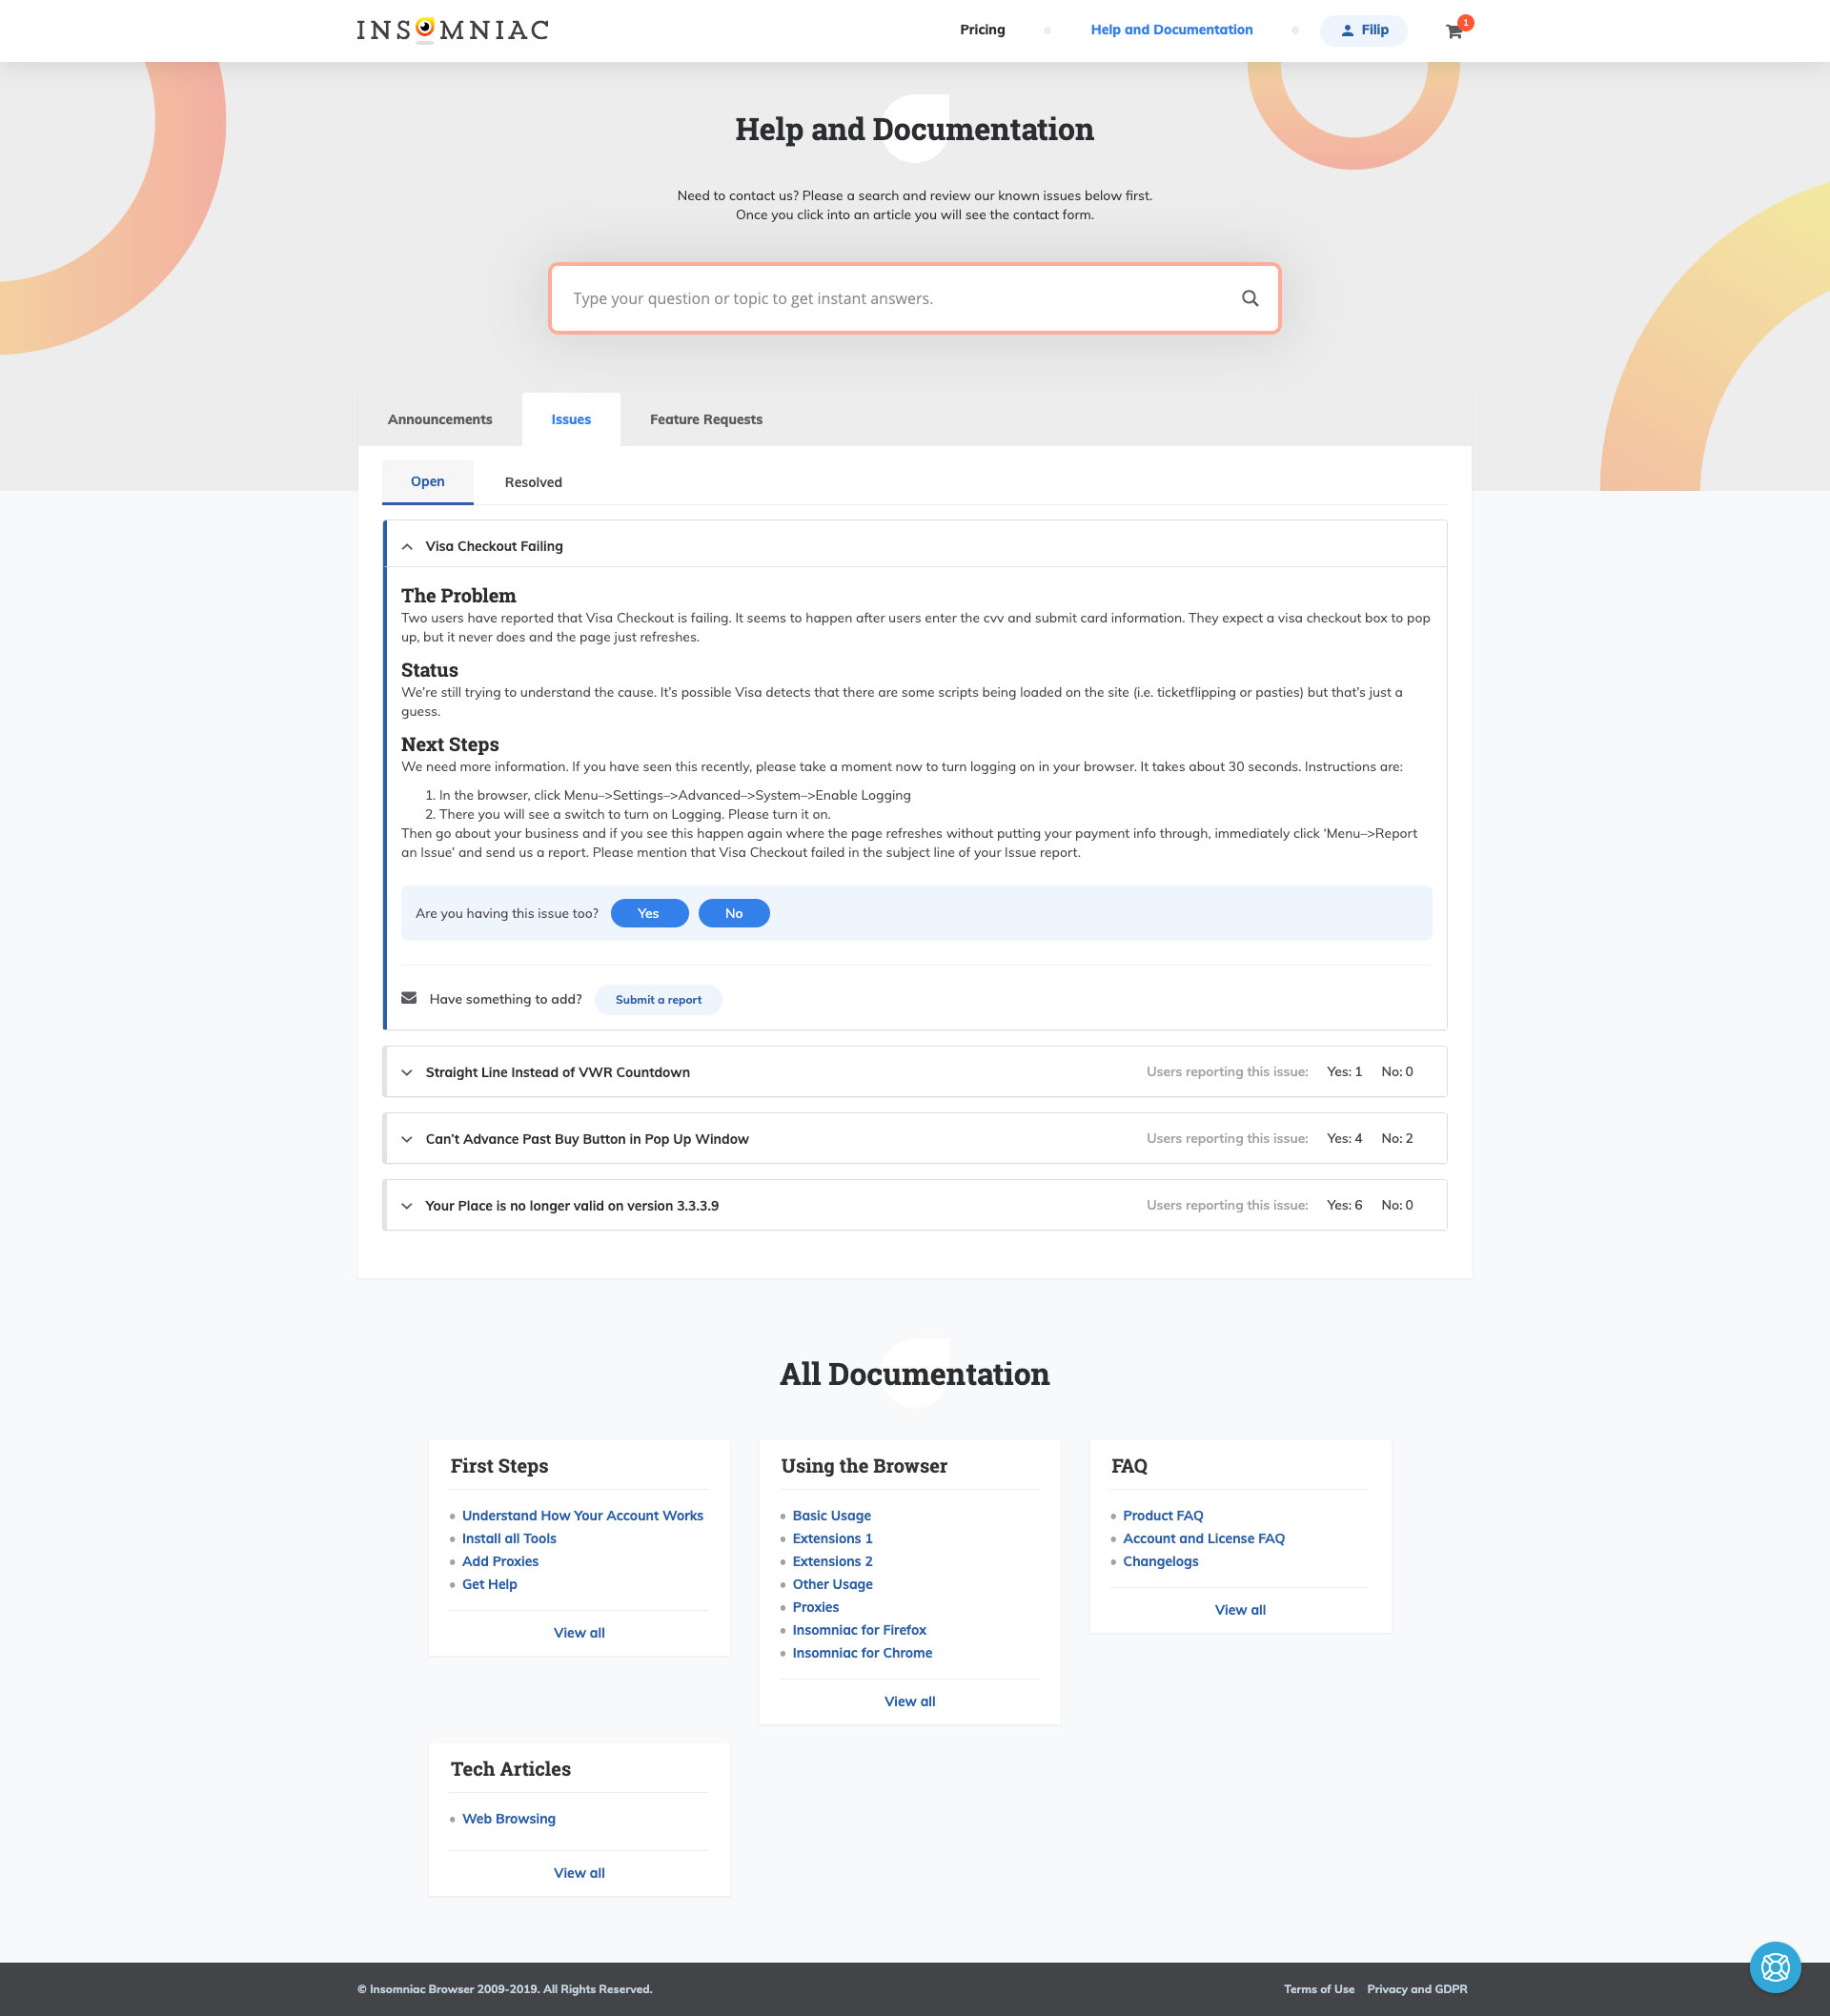 INSOMNIAC
Pricing
Help and Documentation
Filip
1
Help and Documentation
Need to contact us? Please a search and review our known issues below first.
Once you click into an article you will see the contact form.
Type your question or topic to get instant answers.
Announcements
Issues
Feature Requests
Open
Resolved
Visa Checkout Failing
The Problem
Two users have reported that Visa Checkout is failing. It seems to happen after users enter the cvv and submit card information. They expect a visa checkout box to pop
up, but it never does and the page just refreshes.
Status
We're still trying to understand the cause. It's possible Visa detects that there are some scripts being loaded on the site (i.e. ticketflipping or pasties) but that's just a
guess.
Next Steps
We need more information. If you have seen this recently, please take a moment now to turn logging on in your browser. It takes about 30 seconds. Instructions are:
1. In the browser, click Menu–>Settings–>Advanced–>System–>Enable Logging
2. There you will see a switch to turn on Logging. Please turn it on.
Then go about your business and if you see this happen again where the page refreshes without putting your payment info through, immediately click ‘Menu–>Report
an Issue’ and send us a report. Please mention that Visa Checkout failed in the subject line of your Issue report.
Are you having this issue too?
Yes
No
Have something to add?
Submit a report
Straight Line Instead of VWR Countdown
Users reporting this issue: Yes: 1 No: 0
Can’t Advance Past Buy Button in Pop Up Window
Users reporting this issue: Yes: 4 No: 2
Your Place is no longer valid on version 3.3.3.9
Users reporting this issue: Yes: 6 No: 0
All Documentation
First Steps
Understand How Your Account Works
Install all Tools
Add Proxies
Get Help
View all
Using the Browser
Basic Usage
Extensions 1
Extensions 2
Other Usage
Proxies
Insomniac for Firefox
Insomniac for Chrome
View all
FAQ
Product FAQ
Account and License FAQ
Changelogs
View all
Tech Articles
Web Browsing
View all
© Insomniac Browser 2009-2019. All Rights Reserved.
Terms of Use
Privacy and GDPR